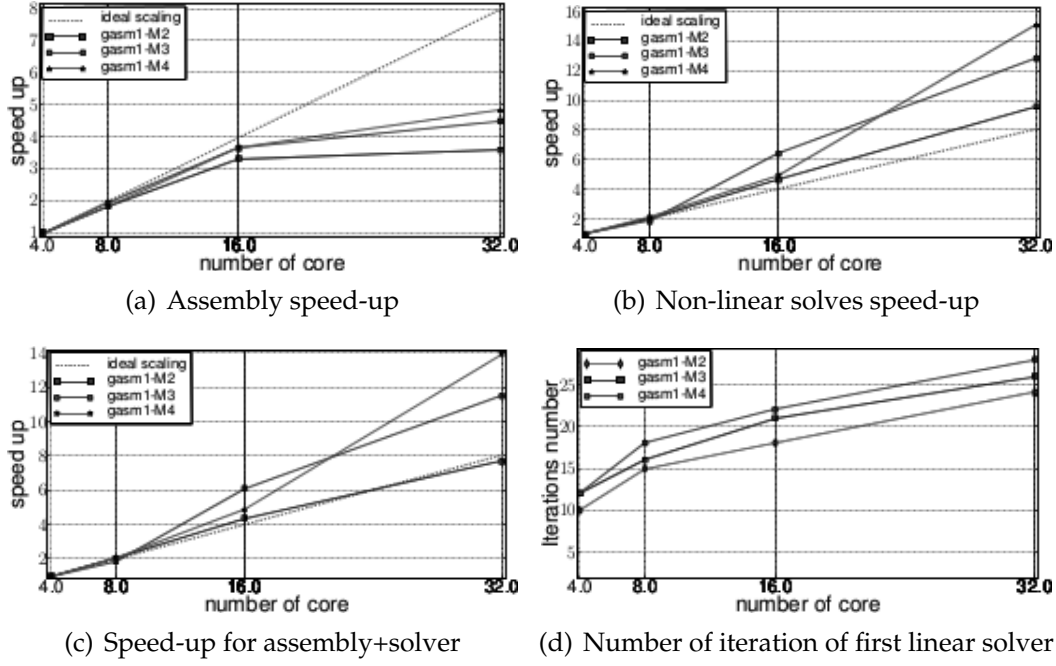 8
7
6
5
4
3
2
1
speed up
ideal scaling
gasm1-M2
gasm1-M3
gasm1-M4
4.0
8.0
16.0
32.0
number of core
(a) Assembly speed-up
16
14
12
10
8
6
4
2
speed up
ideal scaling
gasm1-M2
gasm1-M3
gasm1-M4
4.0
8.0
16.0
32.0
number of core
(b) Non-linear solves speed-up
14
12
10
8
6
4
2
speed up
ideal scaling
gasm1-M2
gasm1-M3
gasm1-M4
4.0
8.0
16.0
32.0
number of core
(c) Speed-up for assembly+solver
25
20
15
10
5
Iterations number
gasm1-M2
gasm1-M3
gasm1-M4
4.0
8.0
16.0
32.0
number of core
(d) Number of iteration of first linear solver